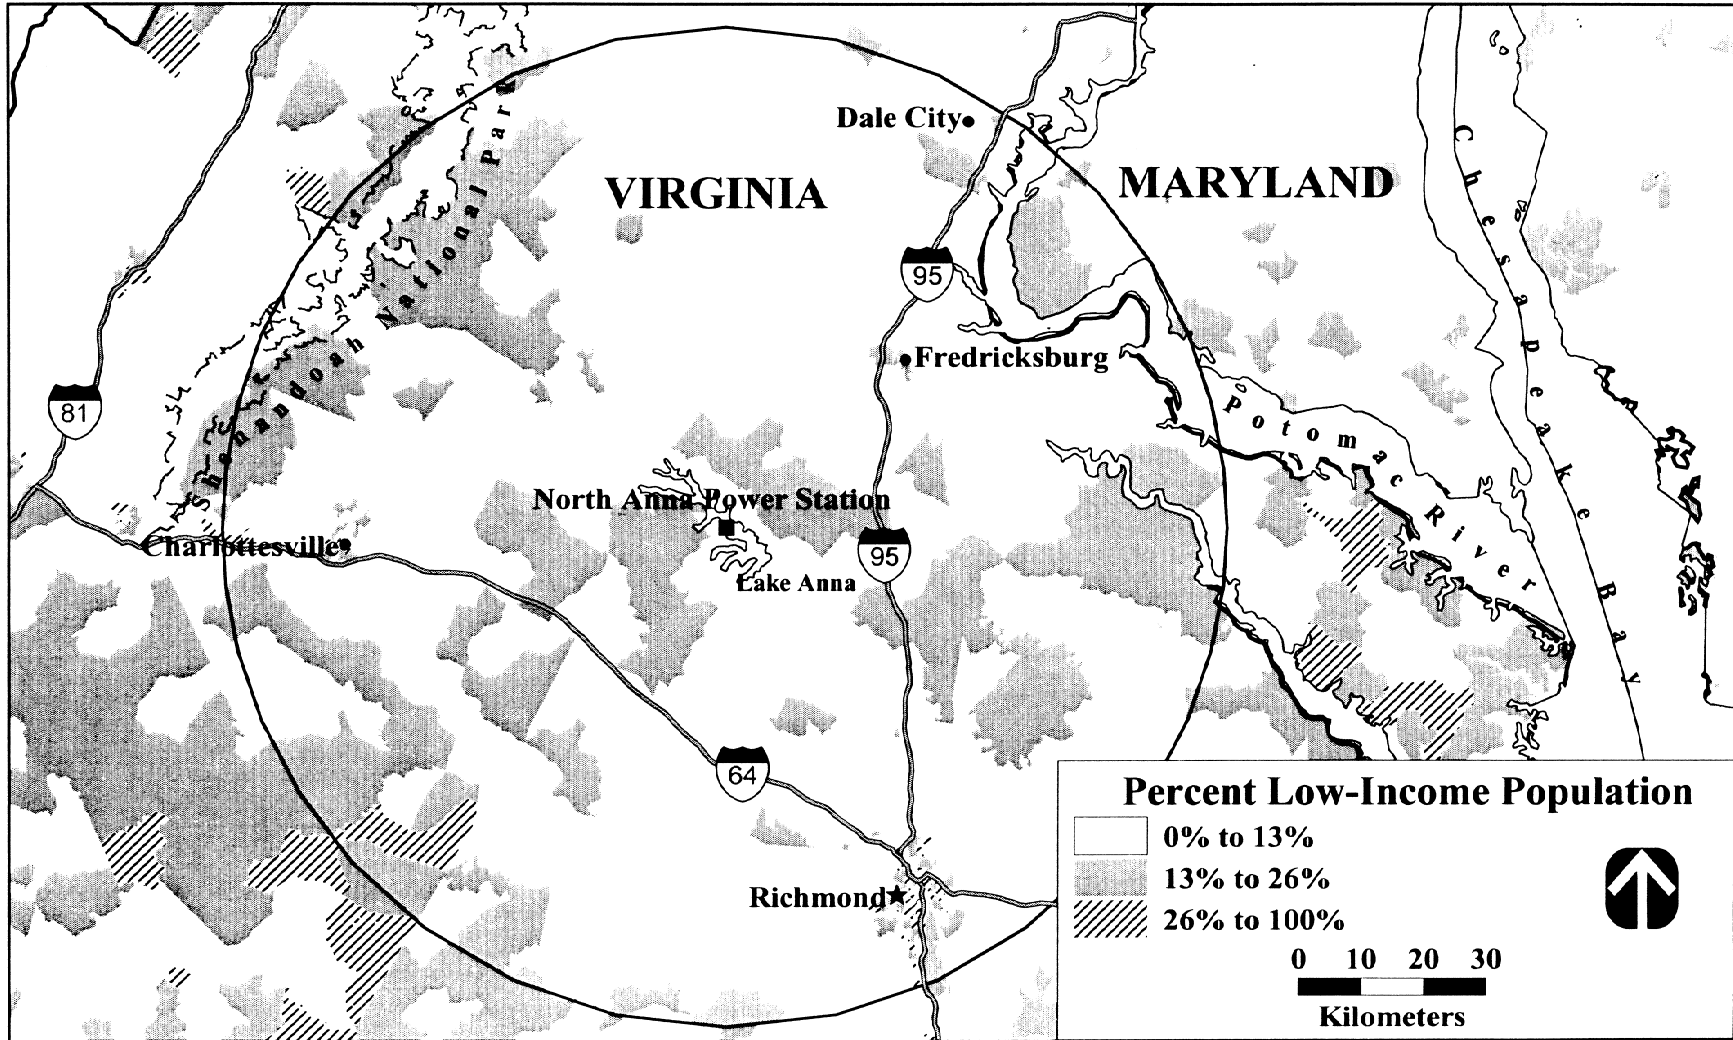 Dale City
VIRGINIA
MARYLAND
Chesapeake Bay
Shenandoah National Park
95
Fredricksburg
81
Potomac River
North Anna Power Station
Charlottesville
95
Lake Anna
64
Richmond
Percent Low-Income Population
0% to 13%
13% to 26%
26% to 100%
0 10 20 30
Kilometers